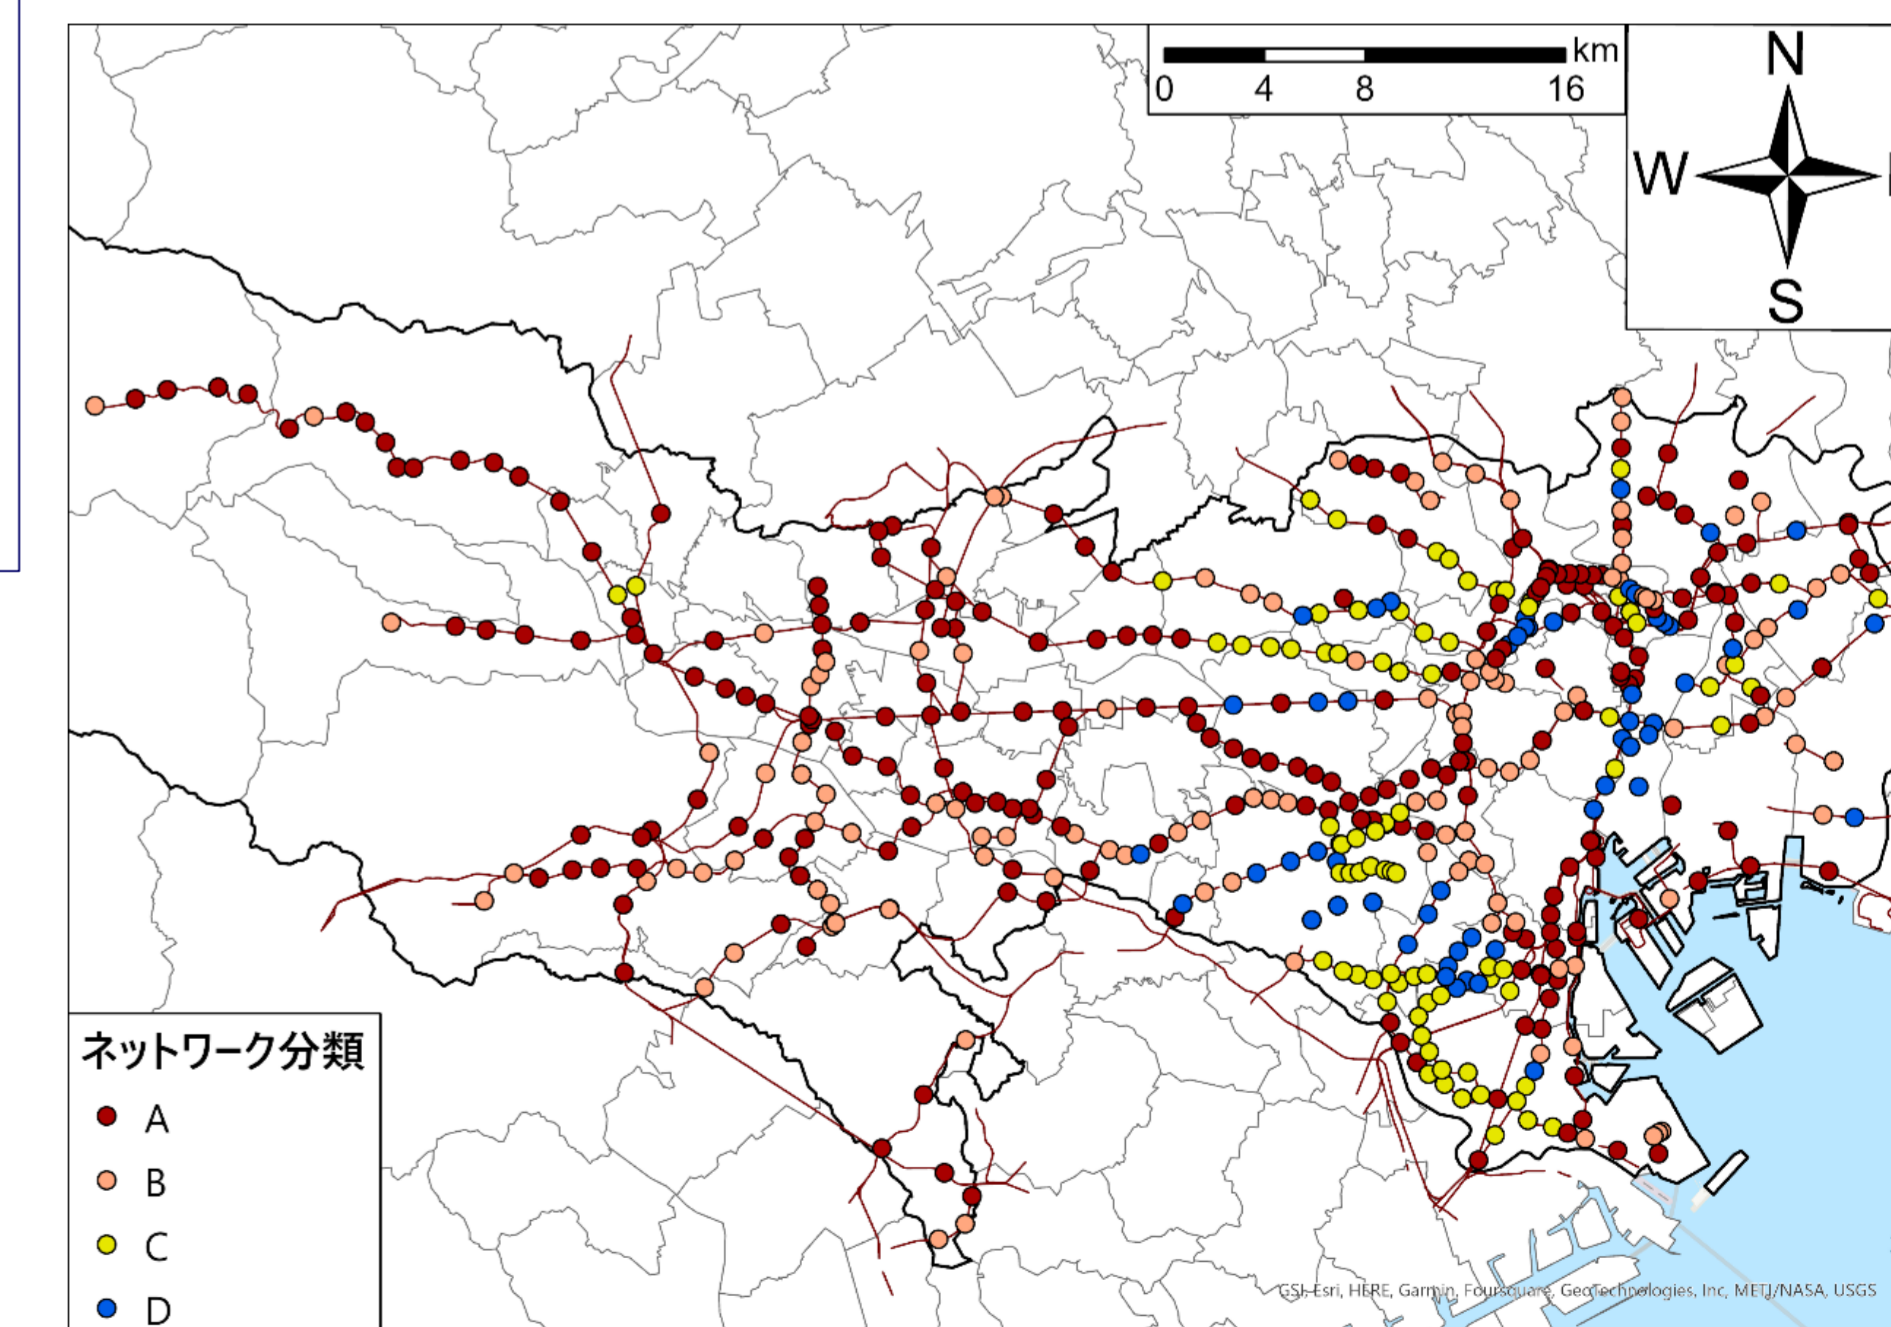 km
0 4 8 16
N
W
S
ネットワーク分類
A
B
C
D
GSI, Esri, HERE, Garmin, Foursquare, GeoTechnologies, Inc, METI/NASA, USGS